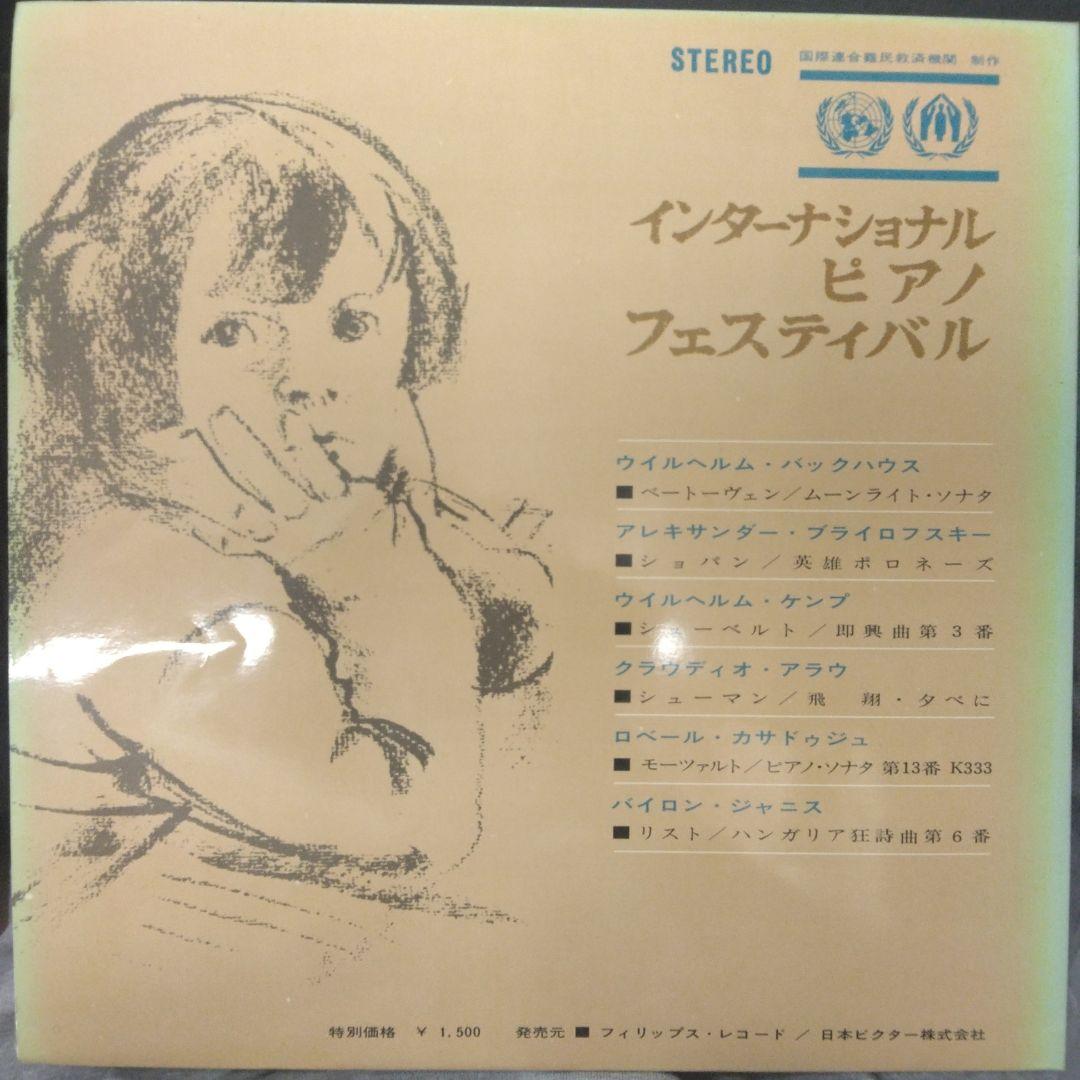 STEREO
国際連合難民救済機関 制作
インターナショナル
ピアノ
フェスティバル
ウイルヘルム・バックハウス
■ ベートーヴェン/ムーンライト・ソナタ
アレキサンダー・ブライロフスキー
■ ショパン/英雄ポロネーズ
ウイルヘルム・ケンプ
■ シューベルト/即興曲第3番
クラウディオ・アラウ
■ シューマン/飛翔・夕べに
ロベール・カサドゥジュ
■ モーツァルト/ピアノ・ソナタ 第13番 K333
バイロン・ジャニス
■ リスト/ハンガリア狂詩曲第6番
特別価格 ¥ 1,500 発売元 ■ フィリップス・レコード / 日本ビクター株式会社